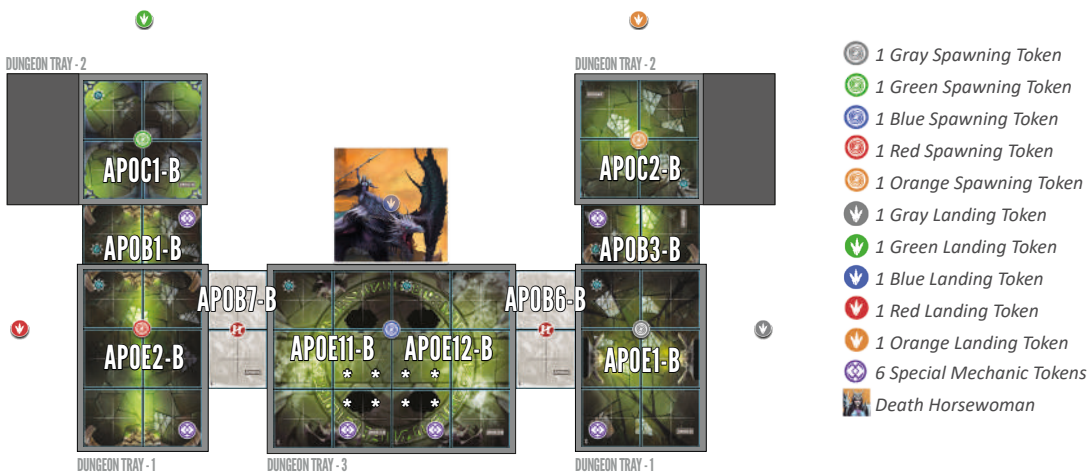 DUNGEON TRAY - 2
DUNGEON TRAY - 2
APOC1-B
APOC2-B
APOB1-B
APOB3-B
APOB7-B
APOB6-B
APOE2-B
APOE11-B
APOE12-B
APOE1-B
* * * *
* * * *
DUNGEON TRAY - 1
DUNGEON TRAY - 3
DUNGEON TRAY - 1
1 Gray Spawning Token
1 Green Spawning Token
1 Blue Spawning Token
1 Red Spawning Token
1 Orange Spawning Token
1 Gray Landing Token
1 Green Landing Token
1 Blue Landing Token
1 Red Landing Token
1 Orange Landing Token
6 Special Mechanic Tokens
Death Horsewoman